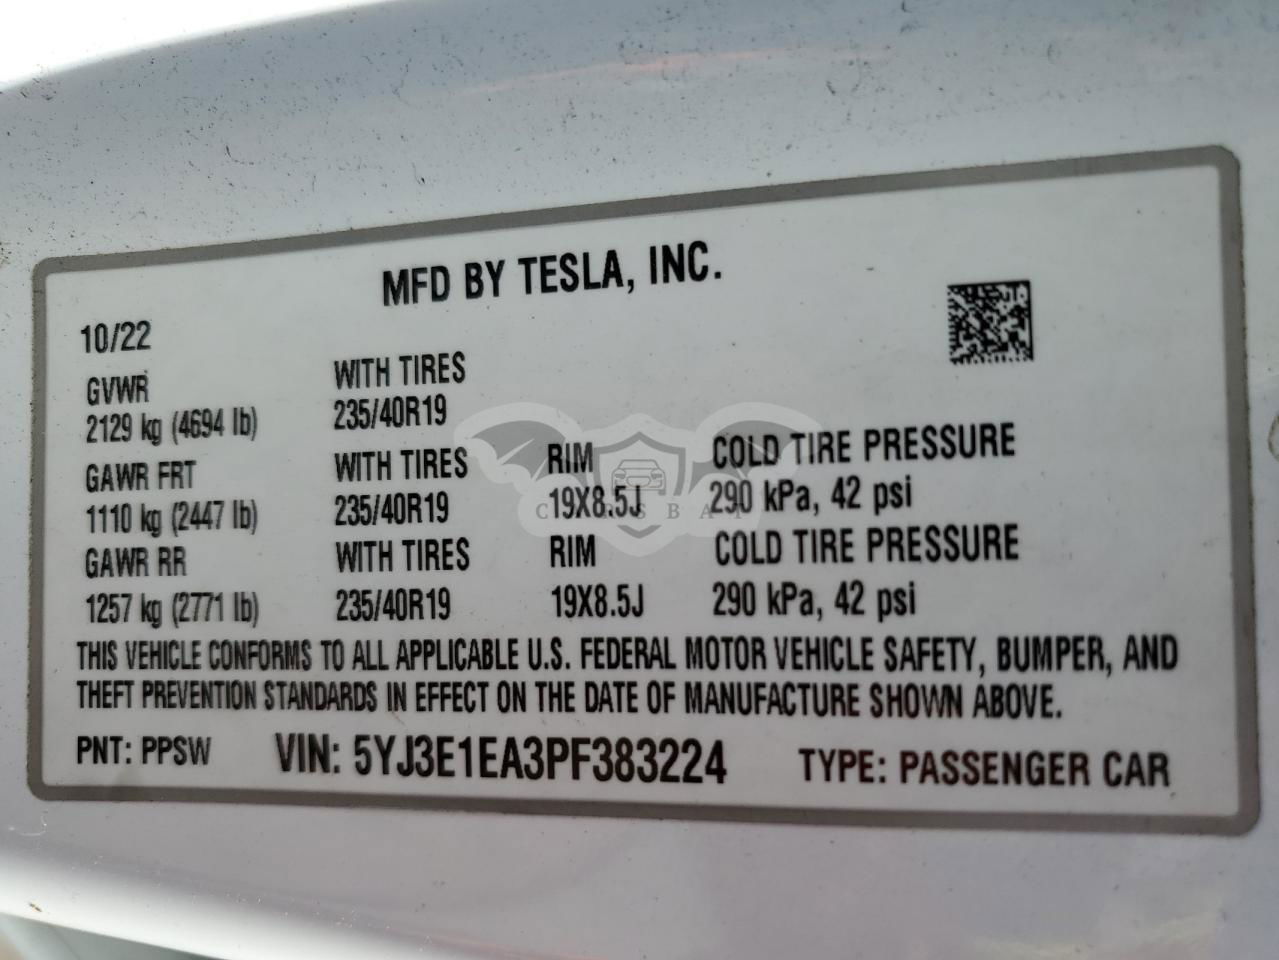 MFD BY TESLA, INC.
10/22
GVWR WITH TIRES
2129 kg (4694 lb) 235/40R19
GAWR FRT WITH TIRES RIM COLD TIRE PRESSURE
1110 kg (2447 lb) 235/40R19 19X8.5J 290 kPa, 42 psi
GAWR RR WITH TIRES RIM COLD TIRE PRESSURE
1257 kg (2771 lb) 235/40R19 19X8.5J 290 kPa, 42 psi
THIS VEHICLE CONFORMS TO ALL APPLICABLE U.S. FEDERAL MOTOR VEHICLE SAFETY, BUMPER, AND
THEFT PREVENTION STANDARDS IN EFFECT ON THE DATE OF MANUFACTURE SHOWN ABOVE.
PNT: PPSW VIN: 5YJ3E1EA3PF383224 TYPE: PASSENGER CAR
CARSBAT